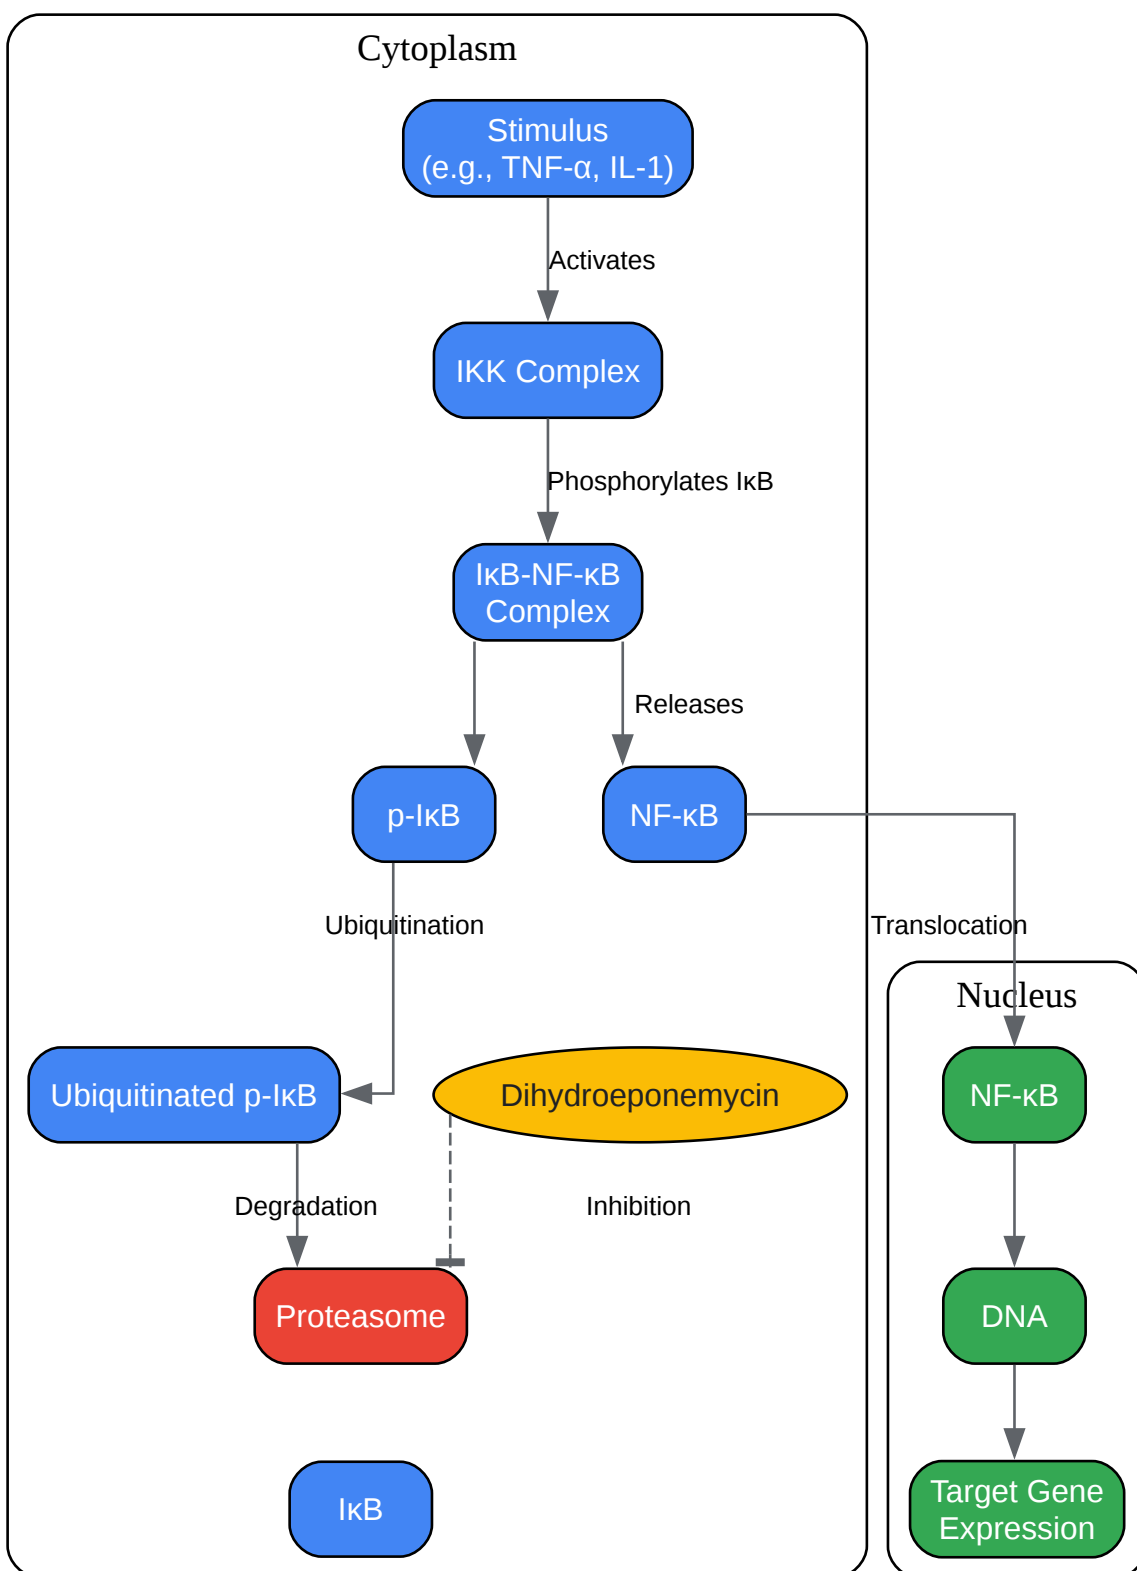 Cytoplasm
Stimulus
(e.g., TNF-α, IL-1)
Activates
IKK Complex
Phosphorylates IκB
IκB-NF-κB
Complex
Releases
p-IκB
NF-κB
Ubiquitination
Translocation
Nucleus
Ubiquitinated p-IκB
Dihydroeponemycin
NF-κB
Degradation
Inhibition
Proteasome
DNA
IκB
Target Gene
Expression